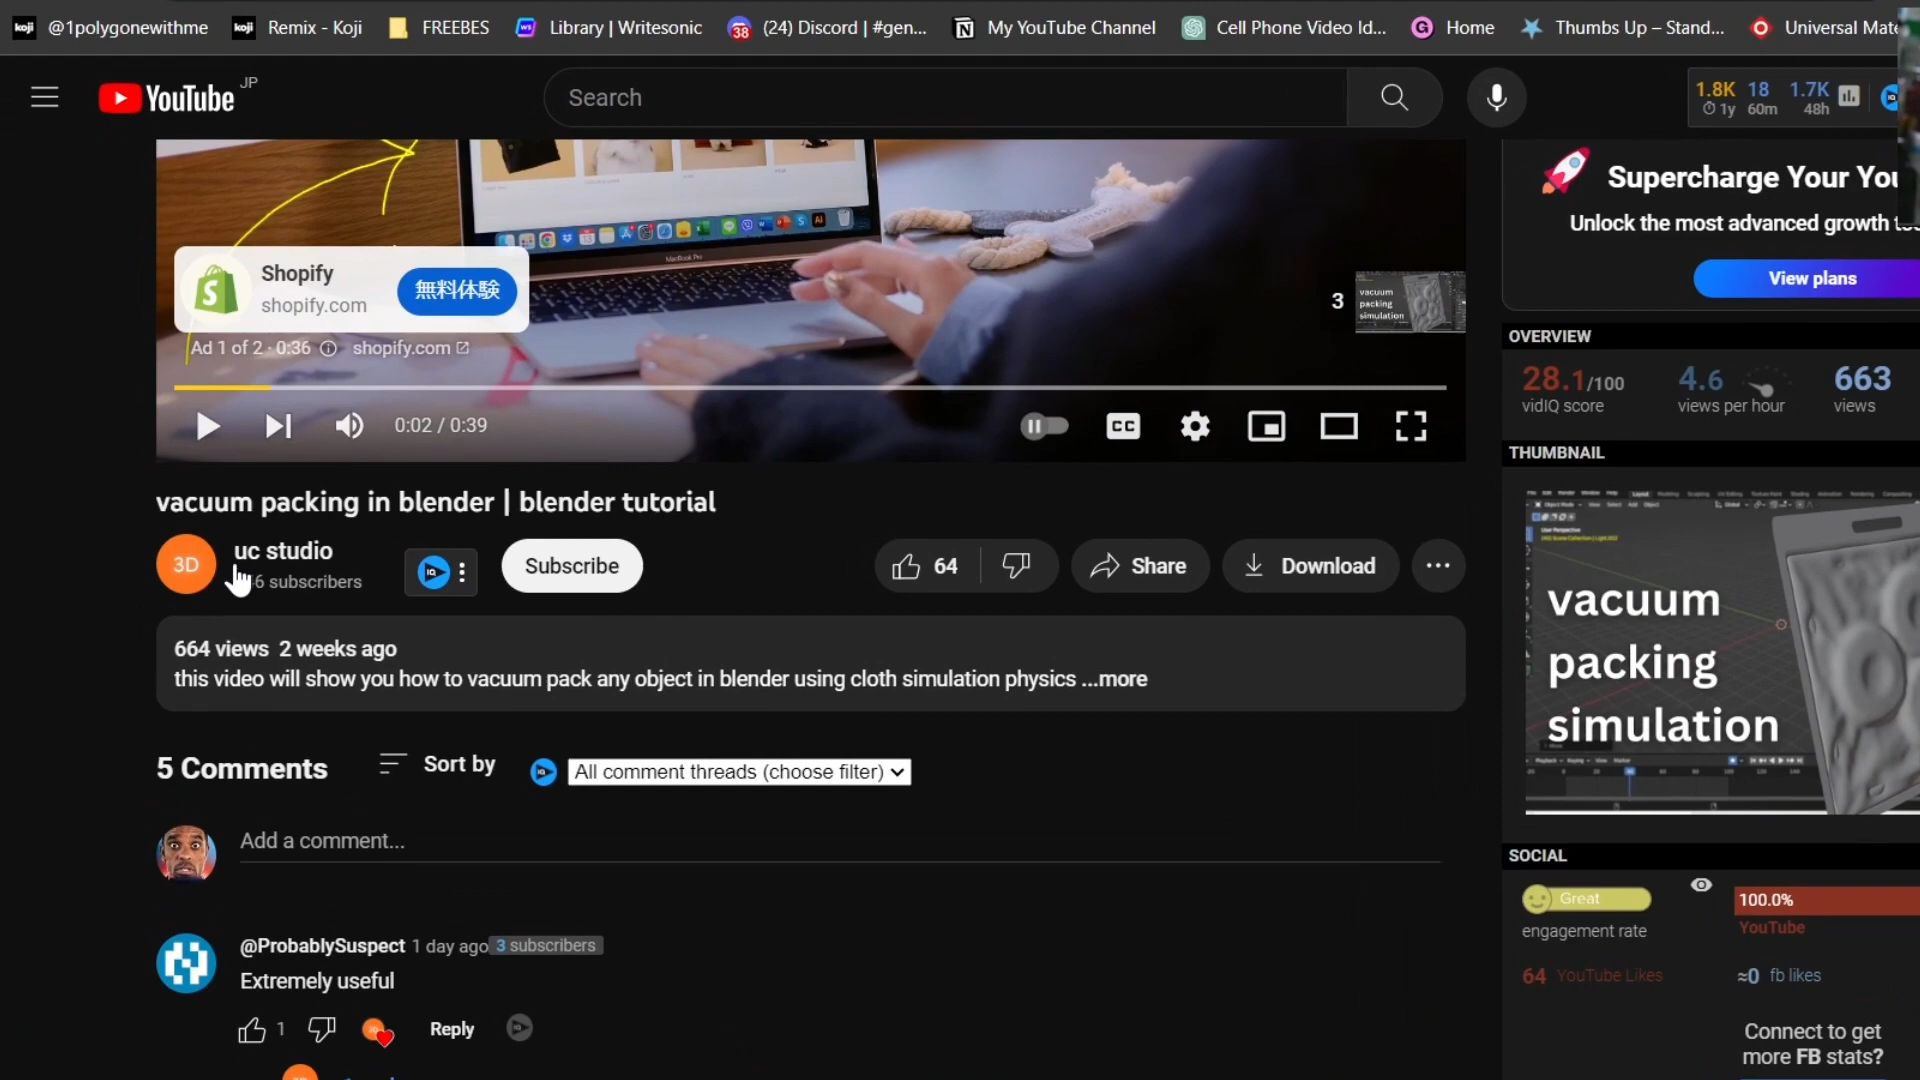 @1polygonewithme
Remix - Koji
FREEBES
Library | Writesonic
(24) Discord | #gen...
My YouTube Channel
Cell Phone Video Id...
Home
Thumbs Up – Stand...
Universal Mate
YouTube JP
Search
1.8K 18 1.7K
1y 60m 48h
Supercharge Your You
Unlock the most advanced growth
View plans
MacBook Pro
Shopify
shopify.com
無料体験
3
vacuum
packing
simulation
Ad 1 of 2 · 0:36 shopify.com
0:02 / 0:39
CC
OVERVIEW
28.1/100
vidIQ score
4.6
views per hour
663
views
THUMBNAIL
vacuum
packing
simulation
vacuum packing in blender | blender tutorial
3D
uc studio
6 subscribers
Subscribe
64
Share
Download
664 views 2 weeks ago
this video will show you how to vacuum pack any object in blender using cloth simulation physics ...more
5 Comments
Sort by
All comment threads (choose filter)
Add a comment...
@ProbablySuspect 1 day ago 3 subscribers
Extremely useful
1
Reply
SOCIAL
Great
engagement rate
100.0%
YouTube
64 YouTube Likes
≈0 fb likes
Connect to get
more FB stats?